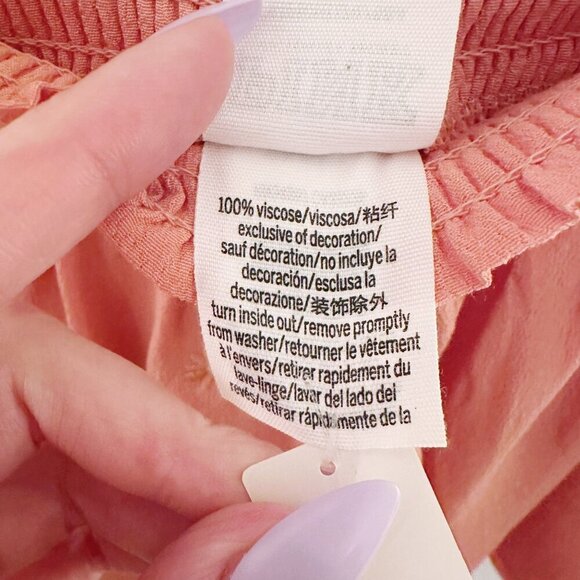 100% viscose/viscosa/粘纤
exclusive of decoration/
sauf décoration/no incluye la
decoración/esclusa la
decorazione/装饰除外
turn inside out/remove promptly
from washer/retourner le vêtement
à l'envers/retirer rapidement du
lave-linge/lavar del lado del
revés/retirar rápidamente de la